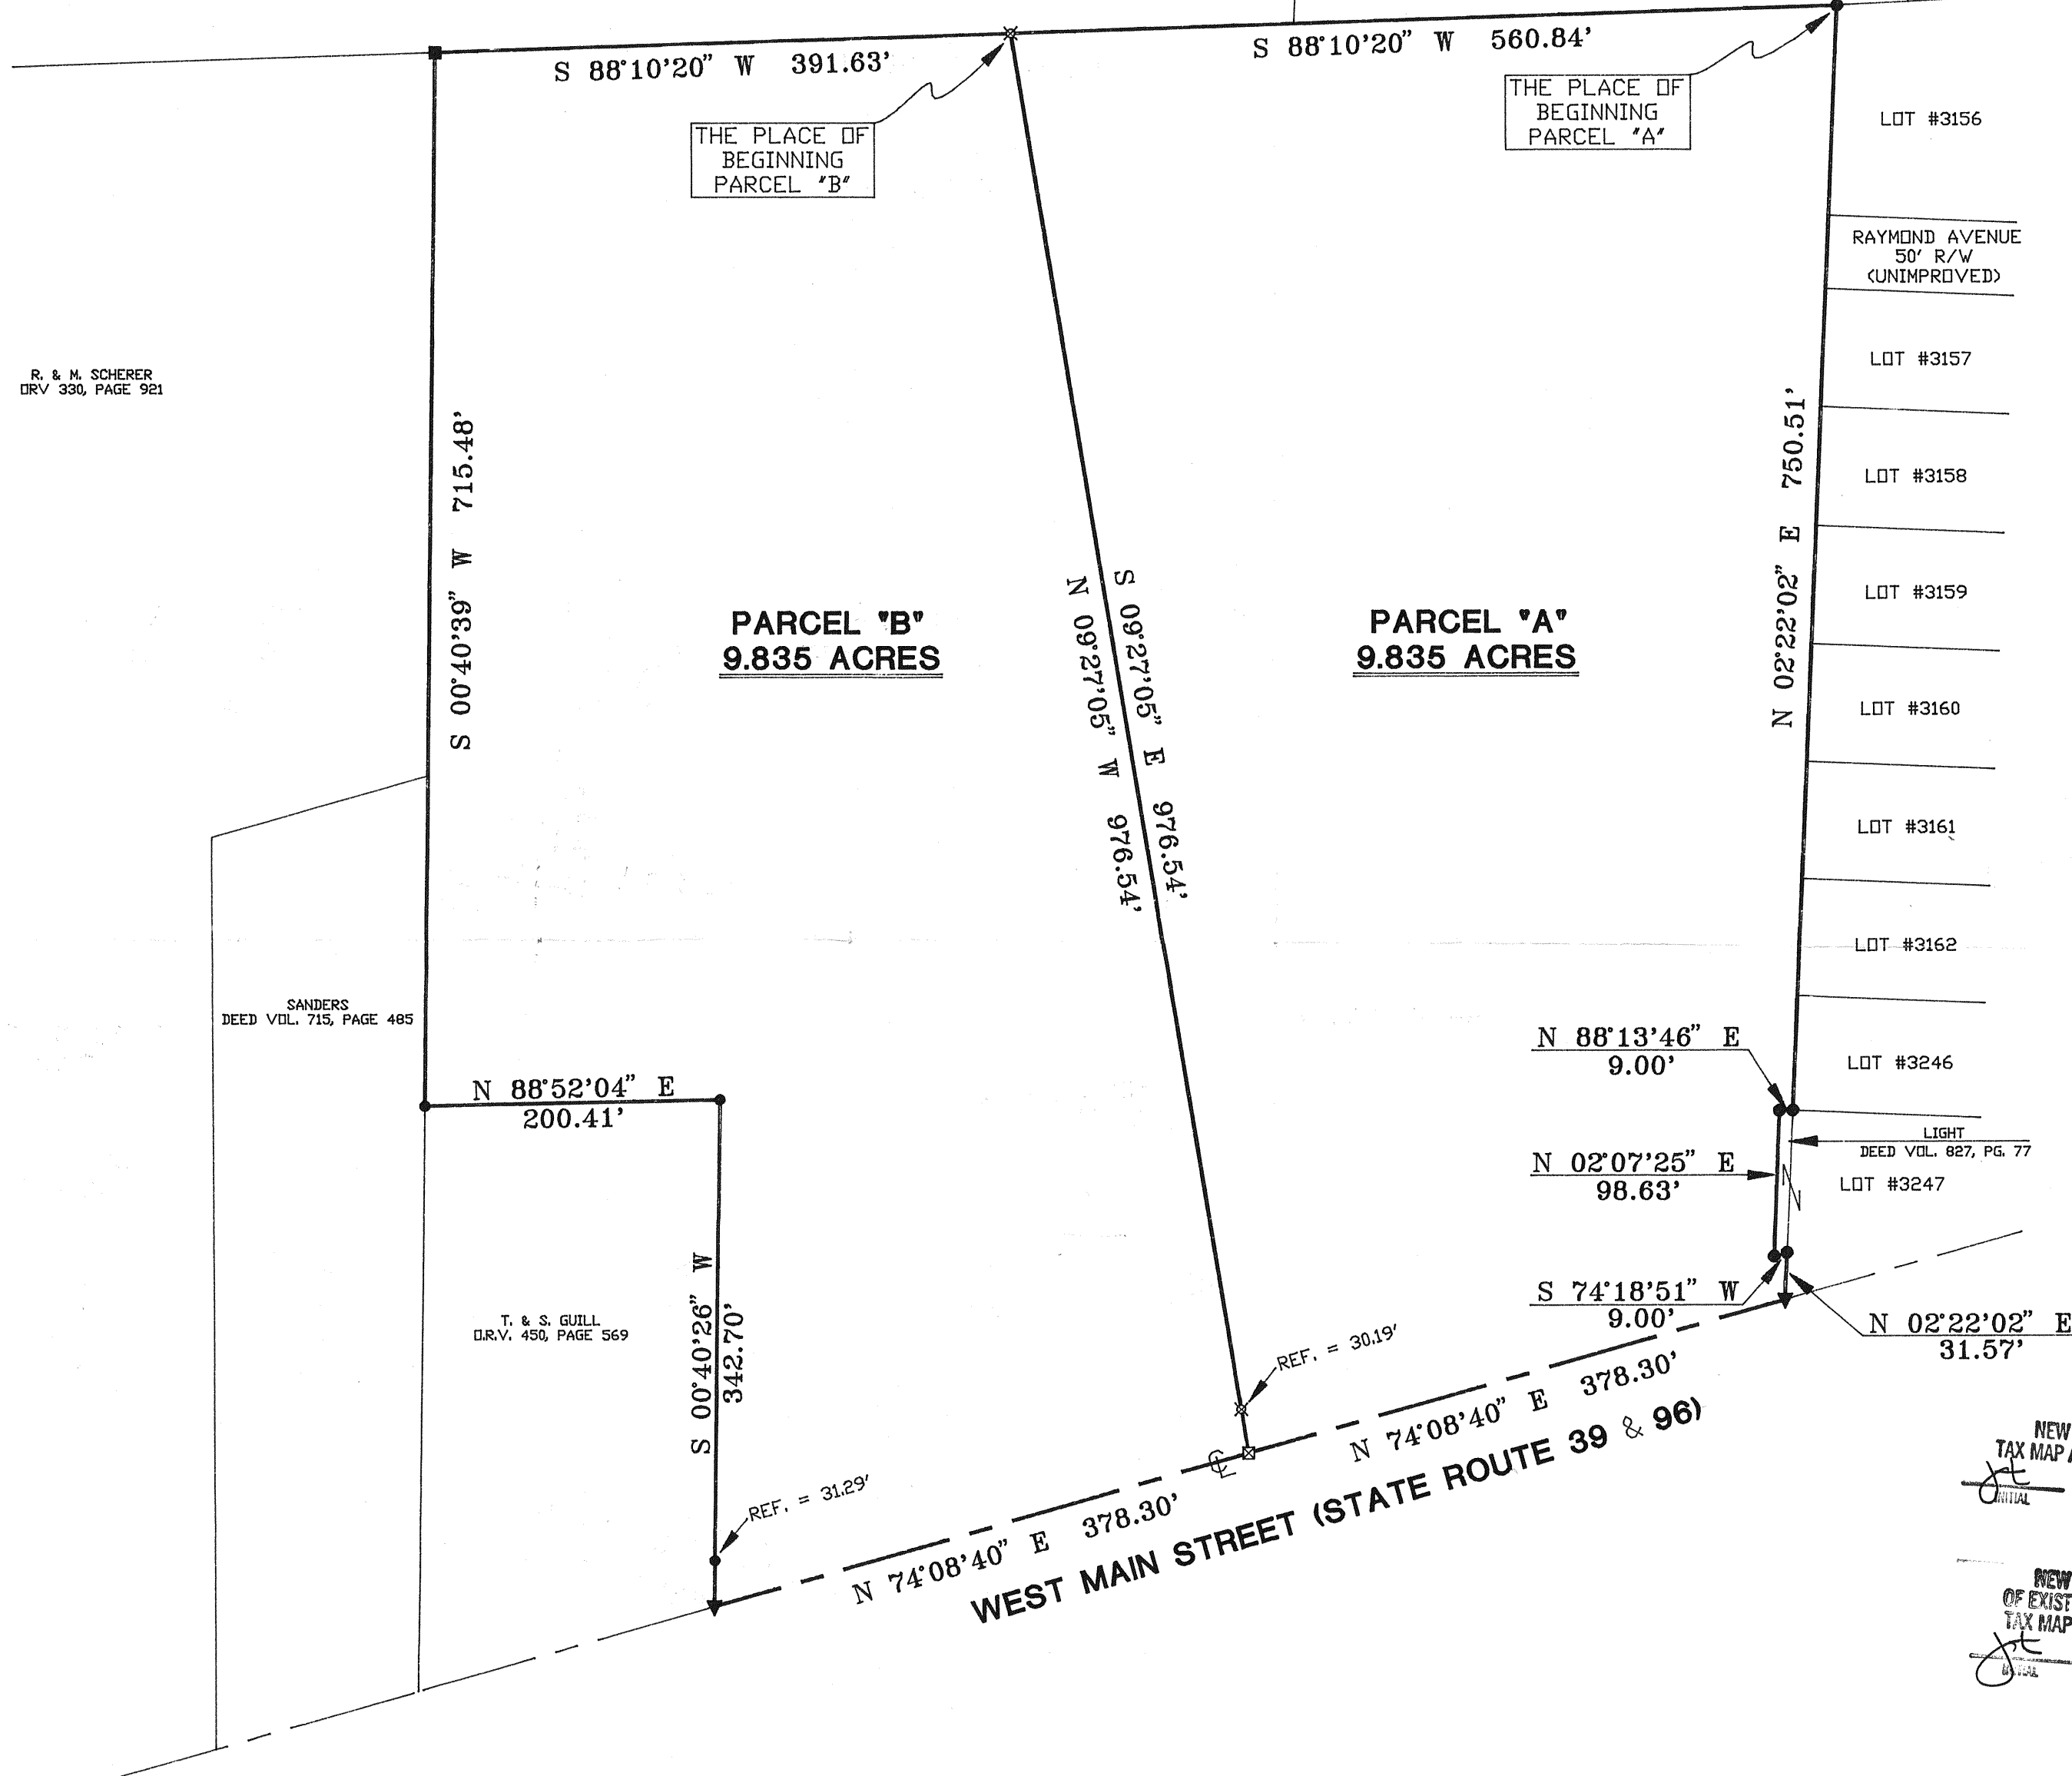 S 88°10'20" W 391.63'
S 88°10'20" W 560.84'
THE PLACE OF
BEGINNING
PARCEL "A"
THE PLACE OF
BEGINNING
PARCEL "B"
LOT #3156
RAYMOND AVENUE
50' R/W
(UNIMPROVED)
LOT #3157
R. & M. SCHERER
ORV 330, PAGE 921
LOT #3158
S 00°40'39" W 715.48'
N 02°22'02" E 750.51'
LOT #3159
PARCEL "B"
9.835 ACRES
S 09°27'05" E 976.54'
N 09°27'05" W 976.54'
PARCEL "A"
9.835 ACRES
LOT #3160
LOT #3161
LOT #3162
SANDERS
DEED VOL. 715, PAGE 485
N 88°13'46" E
9.00'
LOT #3246
N 88°52'04" E
200.41'
LIGHT
DEED VOL. 827, PG. 77
N 02°07'25" E
98.63'
LOT #3247
S 74°18'51" W
9.00'
N 02°22'02" E
31.57'
T. & S. GUILL
O.R.V. 450, PAGE 569
S 00°40'26" W
342.70'
REF. = 30.19'
N 74°08'40" E 378.30'
REF. = 31.29'
N 74°08'40" E 378.30'
WEST MAIN STREET (STATE ROUTE 39 & 96)
NEW
TAX MAP
INITIAL
NEW
OF EXIST
TAX MAP
INITIAL